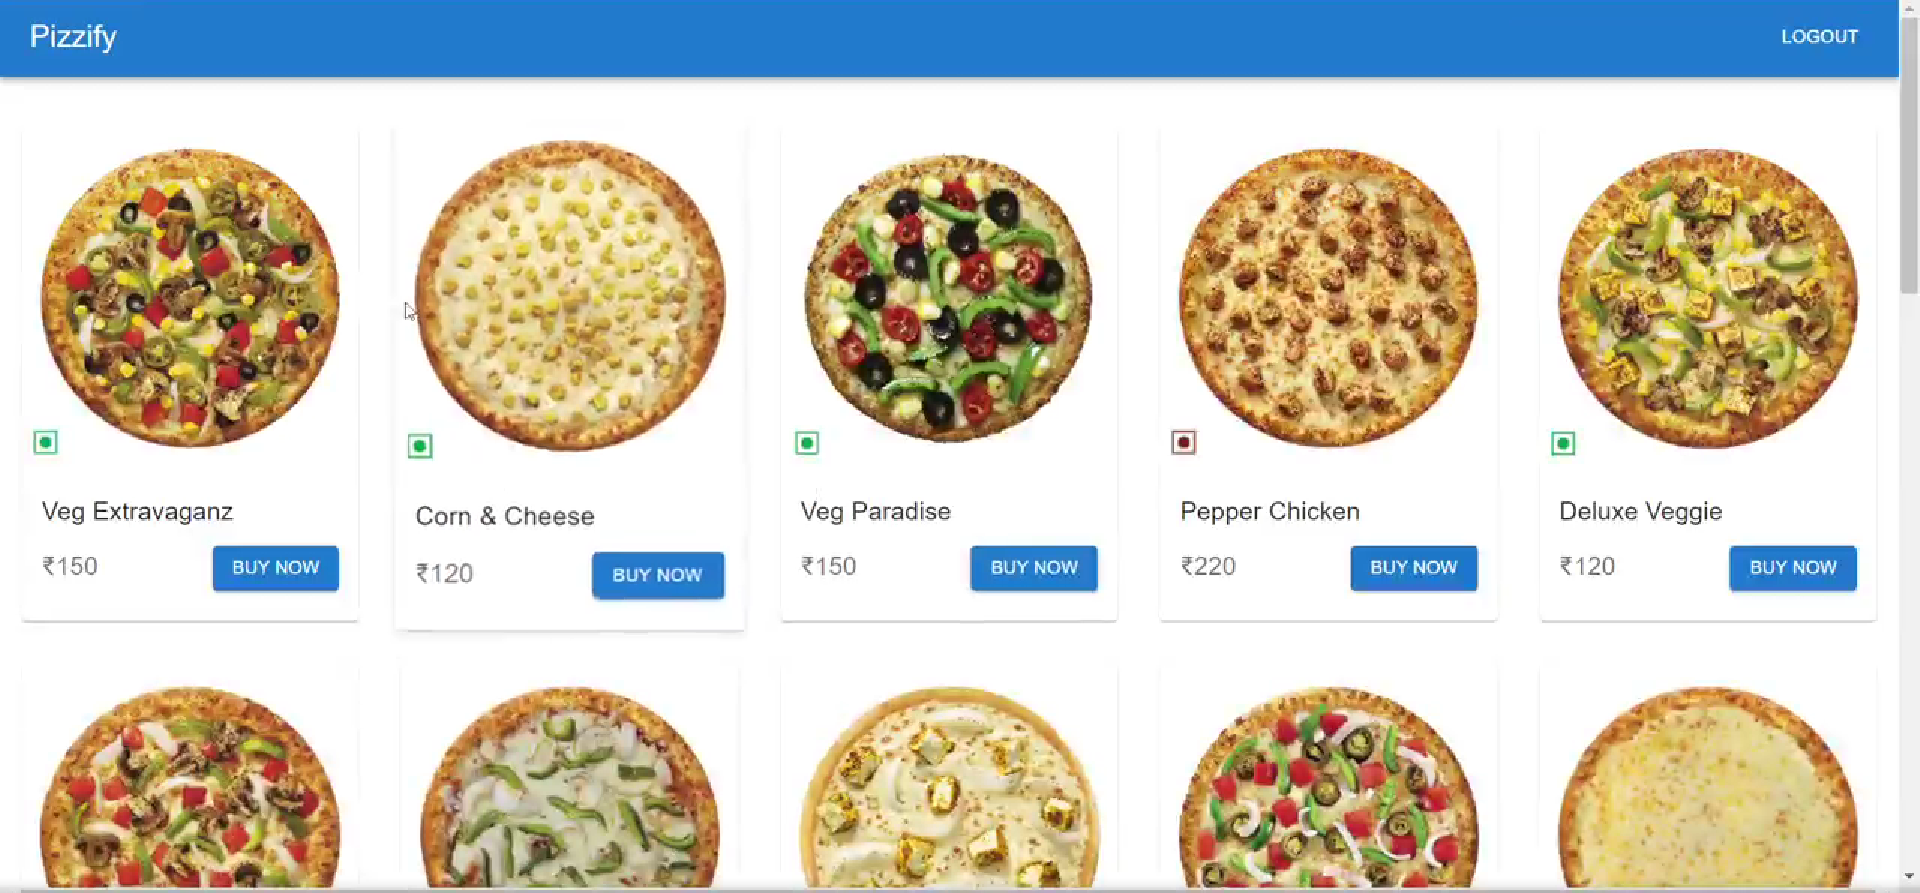 Pizzify
LOGOUT
Veg Extravaganz
₹150
BUY NOW
Corn & Cheese
₹120
BUY NOW
Veg Paradise
₹150
BUY NOW
Pepper Chicken
₹220
BUY NOW
Deluxe Veggie
₹120
BUY NOW